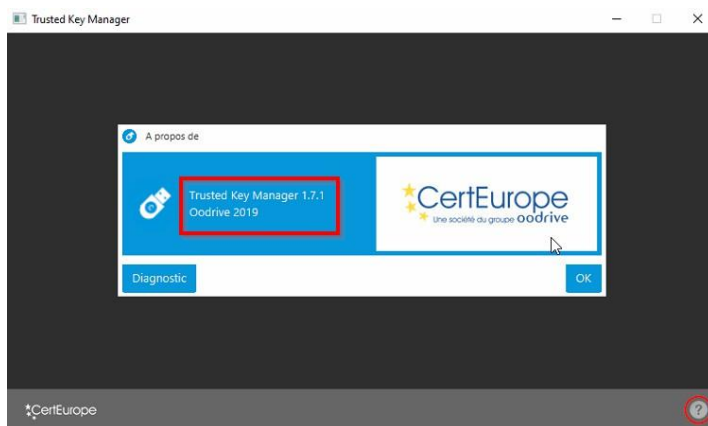 Trusted Key Manager
A propos de
Trusted Key Manager 1.7.1
Oodrive 2019
CertEurope
Une société du groupe oodrive
Diagnostic
OK
CertEurope
?